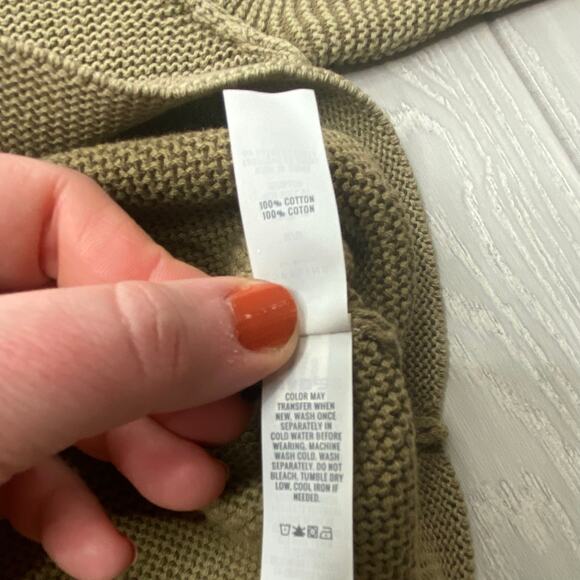 100% COTTON
100% COTON
COLOR MAY
TRANSFER WHEN
NEW, WASH ONCE
SEPARATELY IN
COLD WATER BEFORE
WEARING. MACHINE
WASH COLD. WASH
SEPARATELY. DO NOT
BLEACH. TUMBLE DRY
LOW. COOL IRON IF
NEEDED.